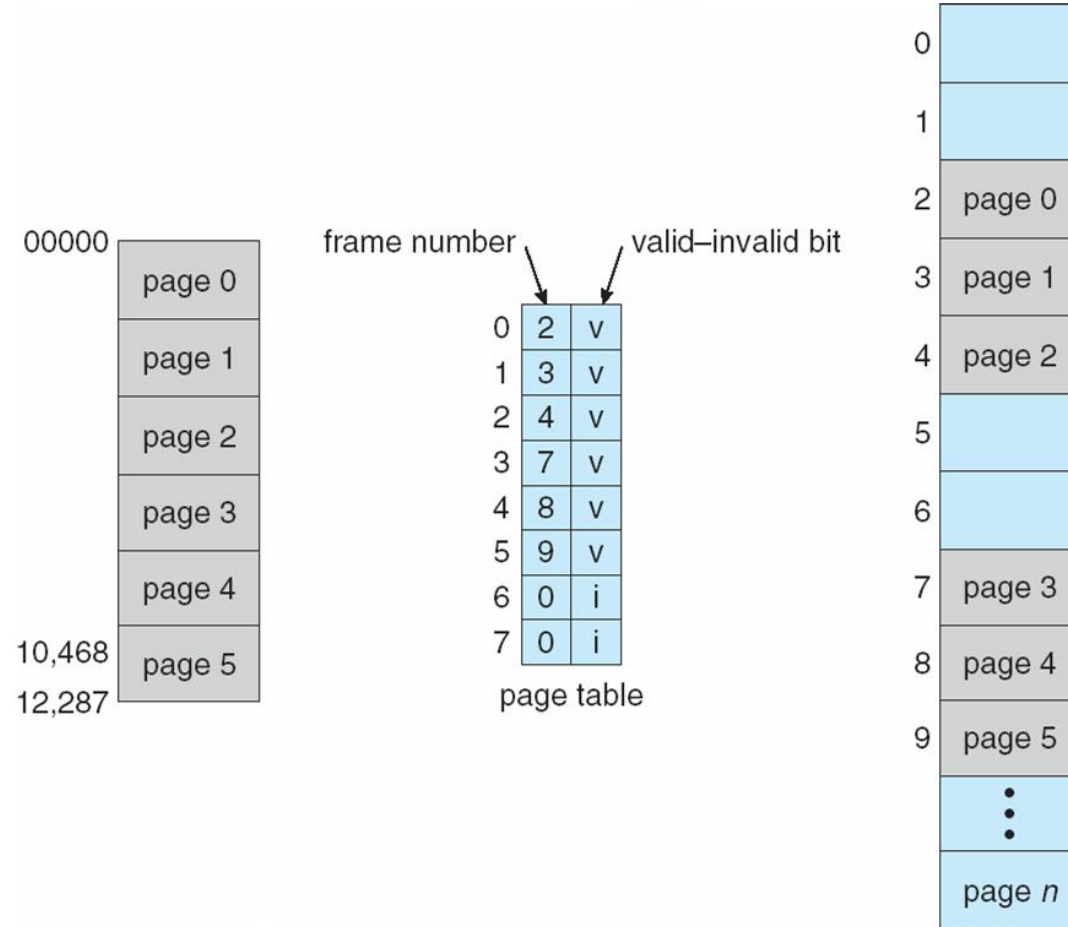 00000
page 0
page 1
page 2
page 3
page 4
10,468
page 5
12,287
frame number
valid–invalid bit
0 2 v
1 3 v
2 4 v
3 7 v
4 8 v
5 9 v
6 0 i
7 0 i
page table
0
1
2 page 0
3 page 1
4 page 2
5
6
7 page 3
8 page 4
9 page 5
page n